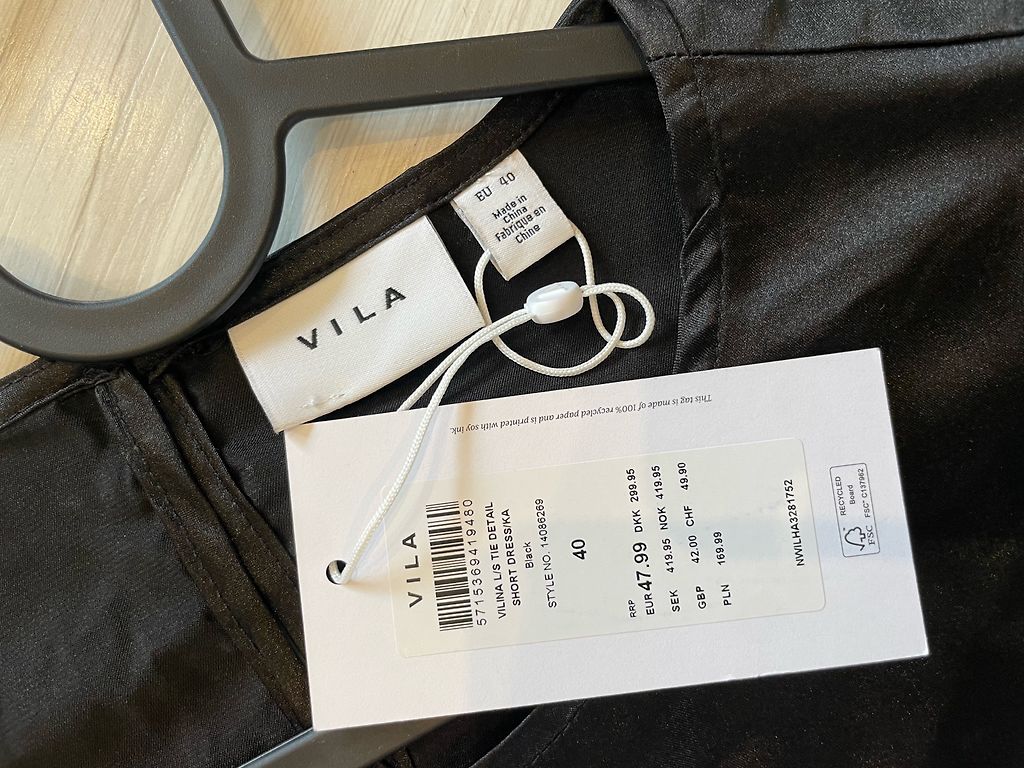 EU 40
Made in
China
Fabrique en
Chine
VILA
This tag is made of 100% recycled paper and is printed with soy ink.
VILA
5715369419480
VILINA L/S TIE DETAIL
SHORT DRESS/KA
Black
STYLE NO. 14086269
40
RRP
EUR 47.99 DKK 299.95
SEK 419.95 NOK 419.95
GBP 42.00 CHF 49.90
PLN 169.99
NWILHA3281752
FSC
RECYCLED
Board
FSC™ C137962